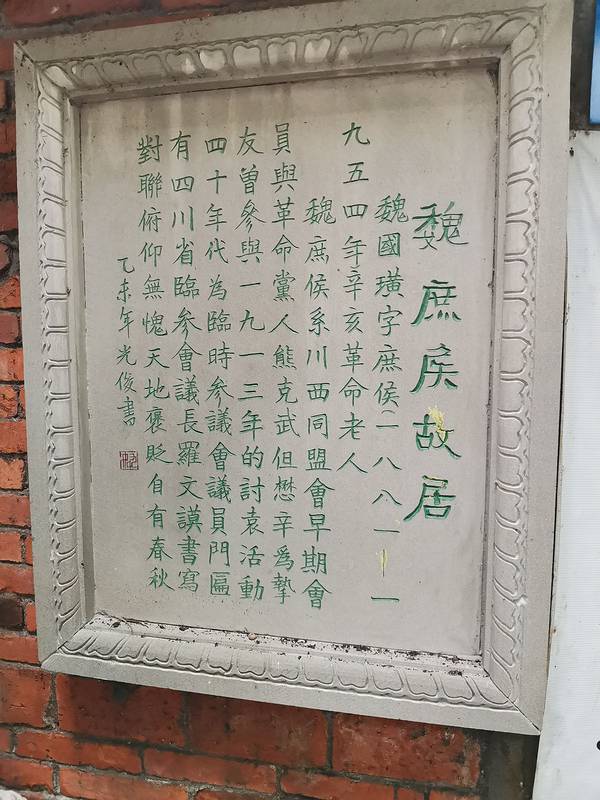 魏庶侯故居
魏國璜字庶侯(一八八一－一
九五四年辛亥革命老人
魏庶侯系川西同盟會早期會
員與革命黨人熊克武但懋辛為摯
友曾參與一九一三年的討袁活動
四十年代為臨時參議會議員門匾
有四川省臨參會議長羅文謨書寫
對聯俯仰無愧天地褒貶自有春秋
乙未年光俊書